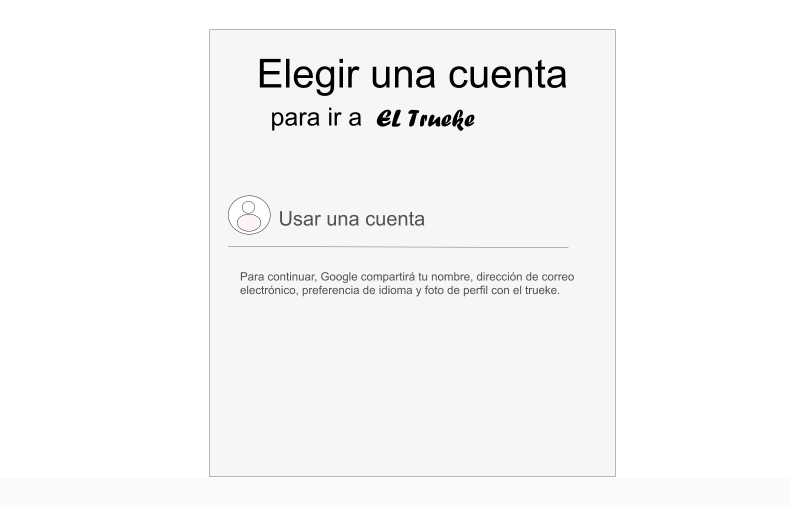 Elegir una cuenta
para ir a EL Trueke
Usar una cuenta
Para continuar, Google compartirá tu nombre, dirección de correo
electrónico, preferencia de idioma y foto de perfil con el trueke.